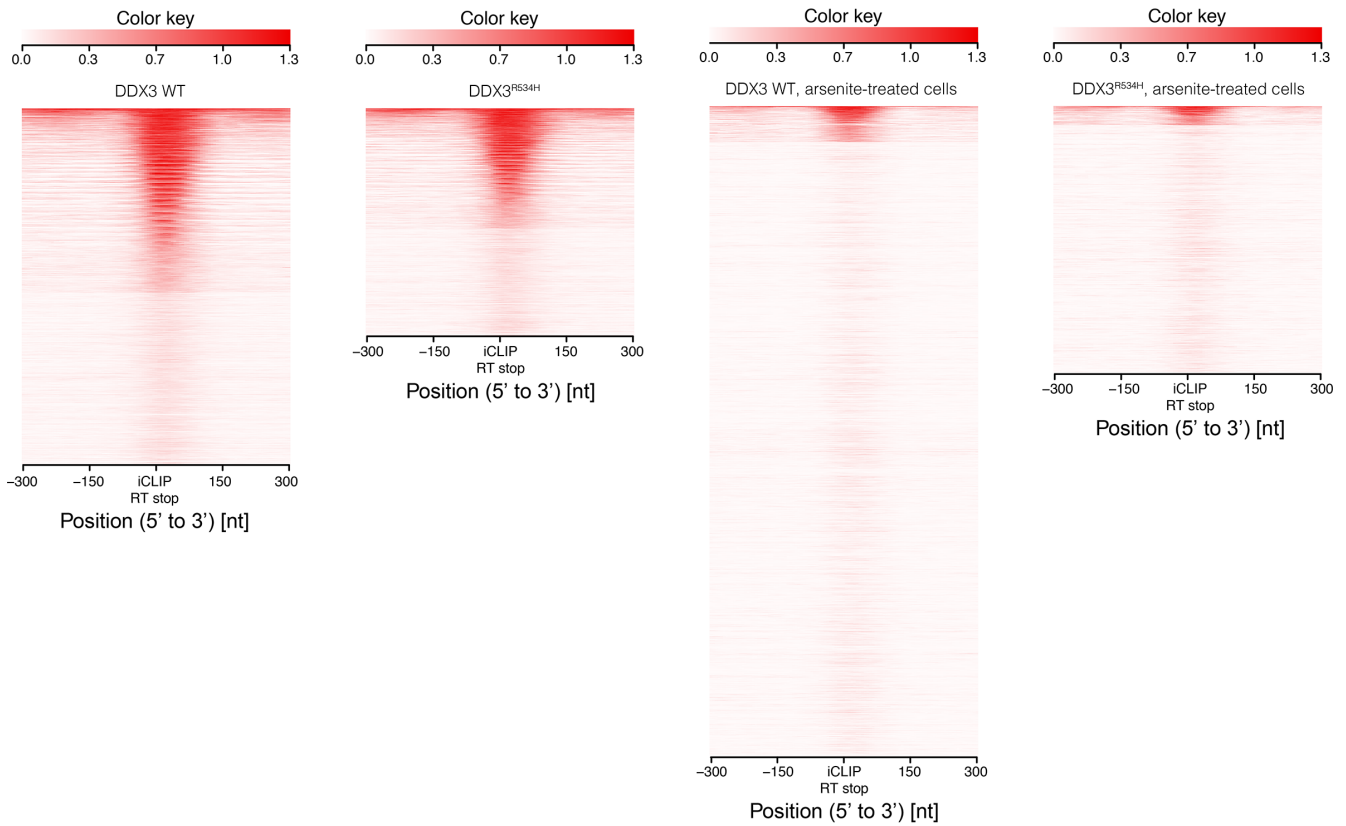 Color key
0.0 0.3 0.7 1.0 1.3
DDX3 WT
−300 −150 iCLIP 150 300
RT stop
Position (5’ to 3’) [nt]
Color key
0.0 0.3 0.7 1.0 1.3
DDX3R534H
−300 −150 iCLIP 150 300
RT stop
Position (5’ to 3’) [nt]
Color key
0.0 0.3 0.7 1.0 1.3
DDX3 WT, arsenite-treated cells
−300 −150 iCLIP 150 300
RT stop
Position (5’ to 3’) [nt]
Color key
0.0 0.3 0.7 1.0 1.3
DDX3R534H, arsenite-treated cells
−300 −150 iCLIP 150 300
RT stop
Position (5’ to 3’) [nt]